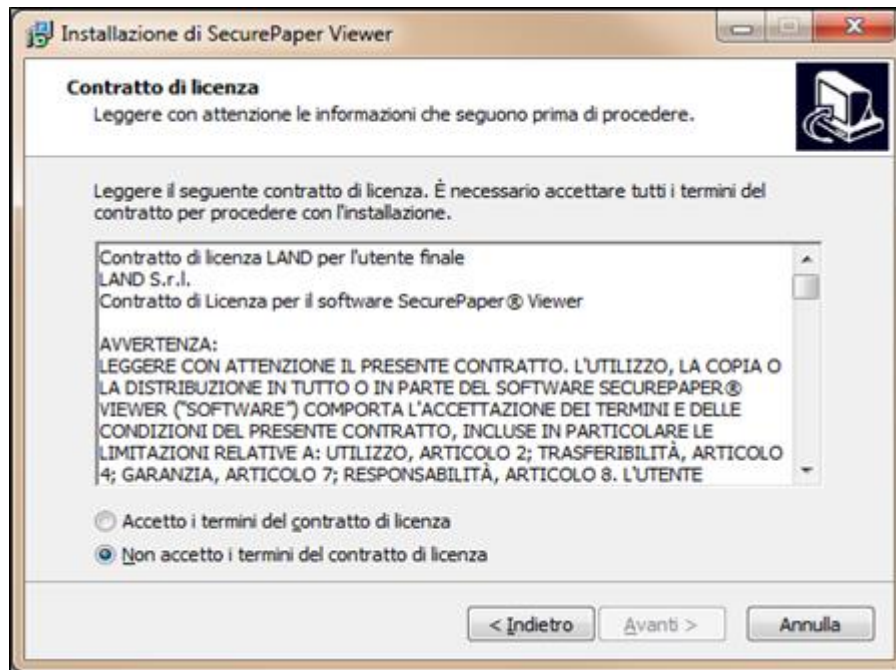 Installazione di SecurePaper Viewer
Contratto di licenza
Leggere con attenzione le informazioni che seguono prima di procedere.
Leggere il seguente contratto di licenza. È necessario accettare tutti i termini del
contratto per procedere con l'installazione.
Contratto di licenza LAND per l'utente finale
LAND S.r.l.
Contratto di Licenza per il software SecurePaper® Viewer
AVVERTENZA:
LEGGERE CON ATTENZIONE IL PRESENTE CONTRATTO. L'UTILIZZO, LA COPIA O
LA DISTRIBUZIONE IN TUTTO O IN PARTE DEL SOFTWARE SECUREPAPER®
VIEWER ("SOFTWARE") COMPORTA L'ACCETTAZIONE DEI TERMINI E DELLE
CONDIZIONI DEL PRESENTE CONTRATTO, INCLUSE IN PARTICOLARE LE
LIMITAZIONI RELATIVE A: UTILIZZO, ARTICOLO 2; TRASFERIBILITÀ, ARTICOLO
4; GARANZIA, ARTICOLO 7; RESPONSABILITÀ, ARTICOLO 8. L'UTENTE
Accetto i termini del contratto di licenza
Non accetto i termini del contratto di licenza
< Indietro
Avanti >
Annulla